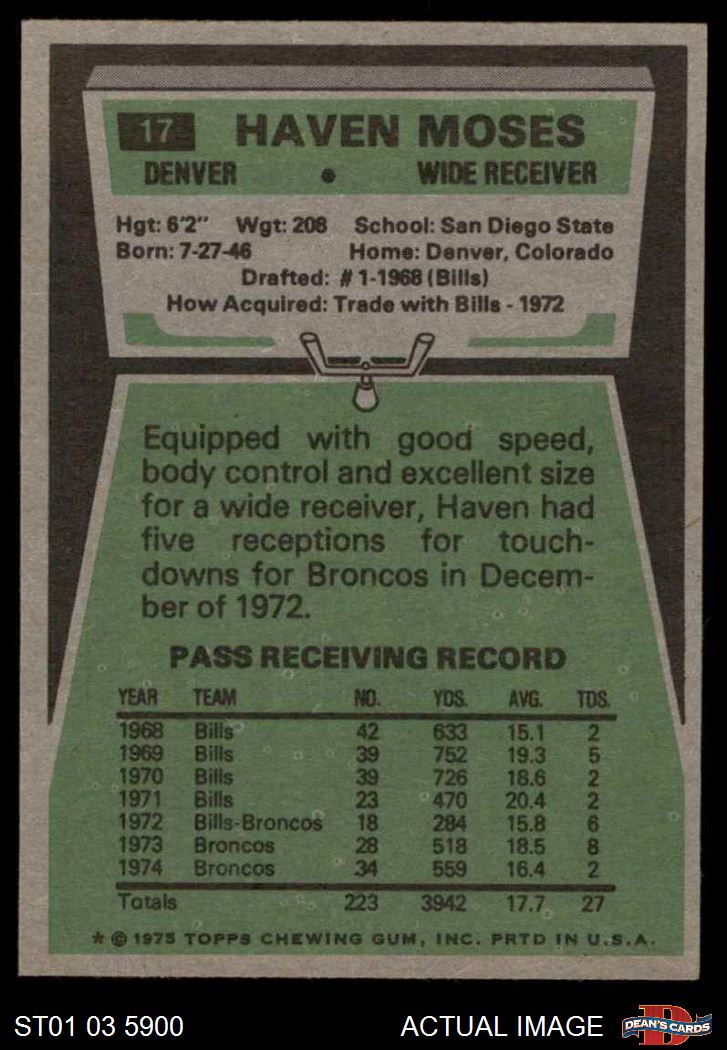 17 HAVEN MOSES
DENVER • WIDE RECEIVER
Hgt: 6'2" Wgt: 208 School: San Diego State
Born: 7-27-46 Home: Denver, Colorado
Drafted: #1-1968 (Bills)
How Acquired: Trade with Bills - 1972
Equipped with good speed,
body control and excellent size
for a wide receiver, Haven had
five receptions for touch-
downs for Broncos in Decem-
ber of 1972.
PASS RECEIVING RECORD
YEAR TEAM NO. YDS. AVG. TDS.
1968 Bills 42 633 15.1 2
1969 Bills 39 752 19.3 5
1970 Bills 39 726 18.6 2
1971 Bills 23 470 20.4 2
1972 Bills-Broncos 18 284 15.8 6
1973 Broncos 28 518 18.5 8
1974 Broncos 34 559 16.4 2
Totals 223 3942 17.7 27
* © 1975 TOPPS CHEWING GUM, INC. PRTD IN U.S.A.
ST01 03 5900 ACTUAL IMAGE D DEAN'S CARDS